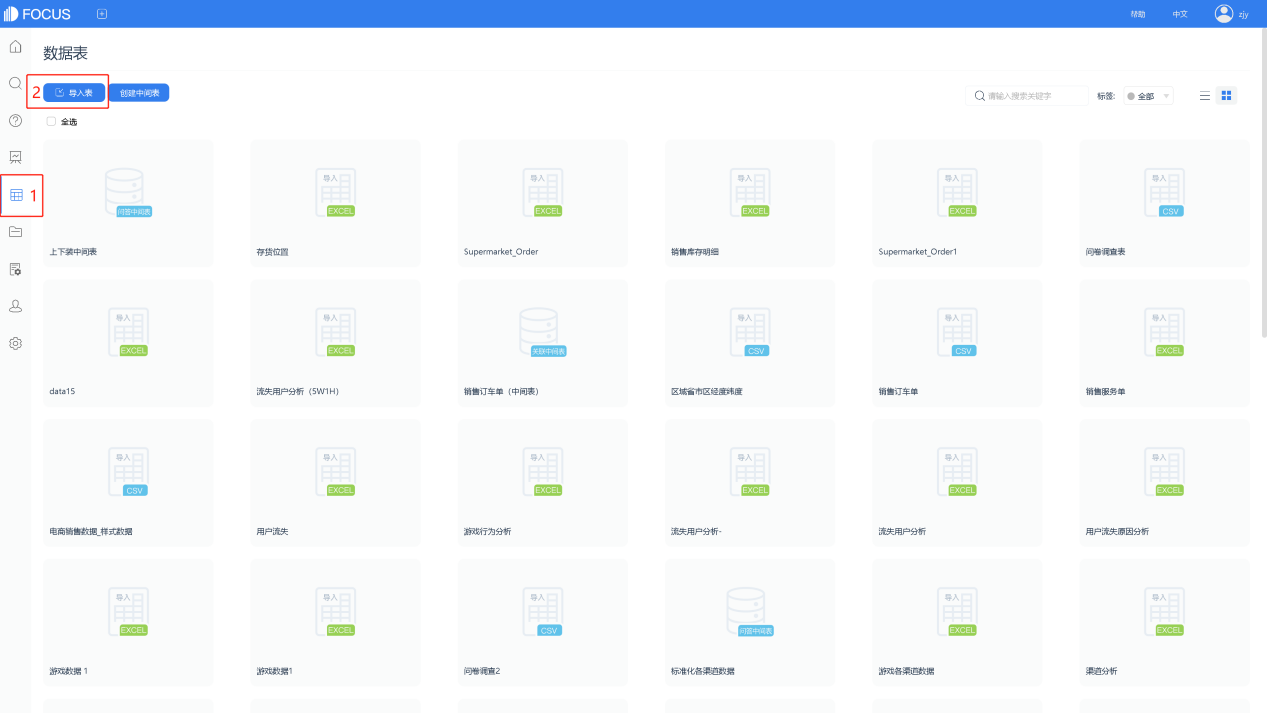 FOCUS
帮助 中文 zjy
数据表
2 导入表 创建中间表
请输入搜索关键字 标签: 全部
全选
1
问答中间表 导入 EXCEL 导入 EXCEL 导入 EXCEL 导入 EXCEL 导入 CSV
上下装中间表 存货位置 Supermarket_Order 销售库存明细 Supermarket_Order1 问卷调查表
导入 EXCEL 导入 EXCEL 关联中间表 导入 CSV 导入 CSV 导入 EXCEL
data15 流失用户分析（5W1H） 销售订车单（中间表） 区域省市区经度纬度 销售订车单 销售服务单
导入 CSV 导入 EXCEL 导入 EXCEL 导入 EXCEL 导入 EXCEL 导入 EXCEL
电商销售数据_样式数据 用户流失 游戏行为分析 流失用户分析- 流失用户分析 用户流失原因分析
导入 EXCEL 导入 EXCEL 导入 CSV 问答中间表 导入 EXCEL 导入 EXCEL
游戏数据 1 游戏数据1 问卷调查2 标准化各渠道数据 游戏各渠道数据 渠道分析